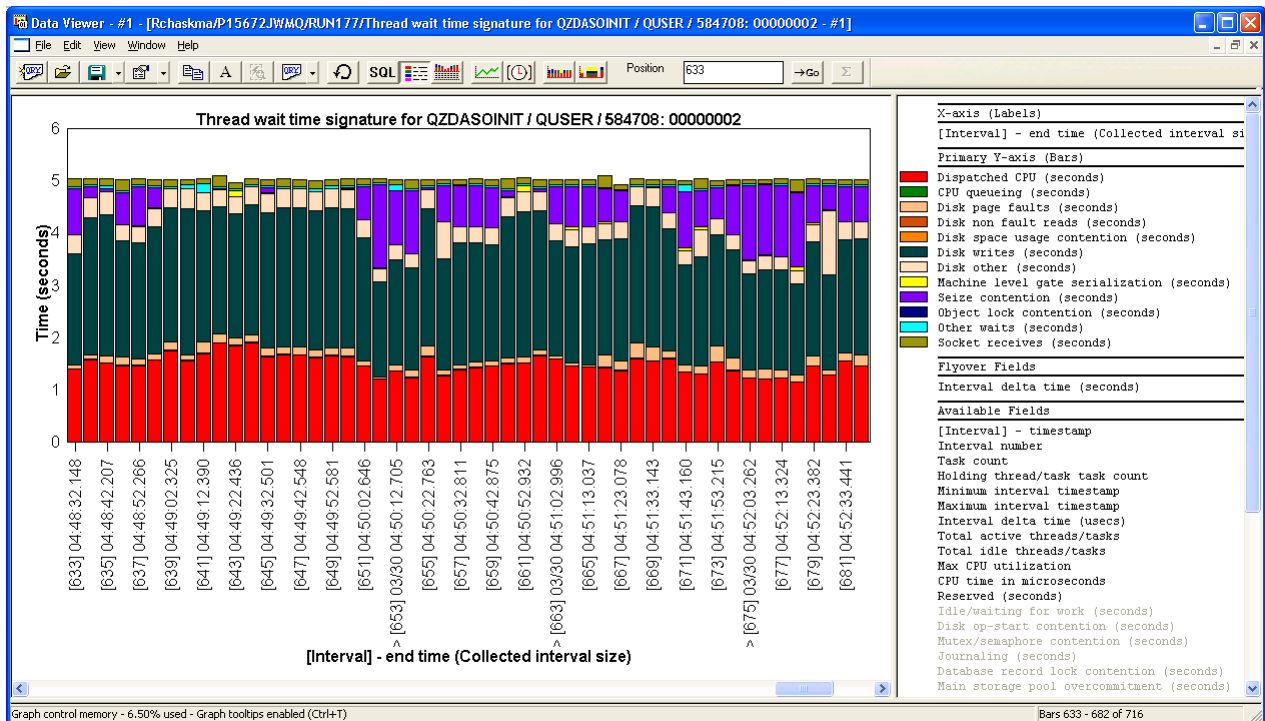 Data Viewer - #1 - [Rchaskma/P15672JWMQ/RUN177/Thread wait time signature for QZDASOINIT / QUSER / 584708: 00000002 - #1]
File Edit View Window Help
QRY A QRY SQL Position 633 Go Σ
Thread wait time signature for QZDASOINIT / QUSER / 584708: 00000002
Time (seconds)
6
5
4
3
2
1
0
[633] 04:48:32.148
[635] 04:48:42.207
[637] 04:48:52.266
[639] 04:49:02.325
[641] 04:49:12.390
[643] 04:49:22.436
[645] 04:49:32.501
[647] 04:49:42.548
[649] 04:49:52.581
[651] 04:50:02.646
^ [653] 03/30 04:50:12.705
[655] 04:50:22.763
[657] 04:50:32.811
[659] 04:50:42.875
[661] 04:50:52.932
^ [663] 03/30 04:51:02.996
[665] 04:51:13.037
[667] 04:51:23.078
[669] 04:51:33.143
[671] 04:51:43.160
[673] 04:51:53.215
^ [675] 03/30 04:52:03.262
[677] 04:52:13.324
[679] 04:52:23.382
[681] 04:52:33.441
[Interval] - end time (Collected interval size)
X-axis (Labels)
[Interval] - end time (Collected interval si
Primary Y-axis (Bars)
Dispatched CPU (seconds)
CPU queueing (seconds)
Disk page faults (seconds)
Disk non fault reads (seconds)
Disk space usage contention (seconds)
Disk writes (seconds)
Disk other (seconds)
Machine level gate serialization (seconds)
Seize contention (seconds)
Object lock contention (seconds)
Other waits (seconds)
Socket receives (seconds)
Flyover Fields
Interval delta time (seconds)
Available Fields
[Interval] - timestamp
Interval number
Task count
Holding thread/task task count
Minimum interval timestamp
Maximum interval timestamp
Interval delta time (usecs)
Total active threads/tasks
Total idle threads/tasks
Max CPU utilization
CPU time in microseconds
Reserved (seconds)
Idle/waiting for work (seconds)
Disk op-start contention (seconds)
Mutex/semaphore contention (seconds)
Journaling (seconds)
Database record lock contention (seconds)
Main storage pool overcommitment (seconds)
Graph control memory - 6.50% used - Graph tooltips enabled (Ctrl+T)
Bars 633 - 682 of 716